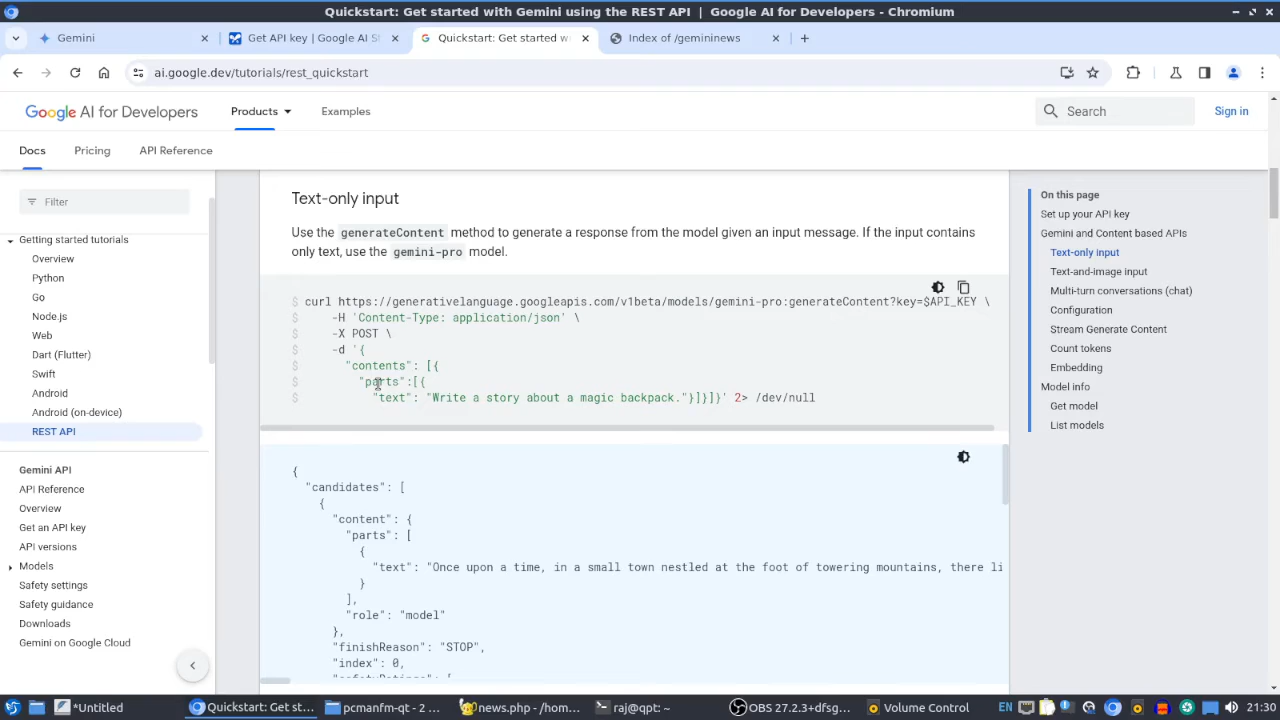 Quickstart: Get started with Gemini using the REST API | Google AI for Developers - Chromium
Gemini
Get API key | Google AI St
Quickstart: Get started wi
Index of /gemininews
ai.google.dev/tutorials/rest_quickstart
Google AI for Developers
Products
Examples
Search
Sign in
Docs
Pricing
API Reference
Filter
Getting started tutorials
Overview
Python
Go
Node.js
Web
Dart (Flutter)
Swift
Android
Android (on-device)
REST API
Gemini API
API Reference
Overview
Get an API key
API versions
Models
Safety settings
Safety guidance
Downloads
Gemini on Google Cloud
Text-only input
Use the generateContent method to generate a response from the model given an input message. If the input contains
only text, use the gemini-pro model.
$ curl https://generativelanguage.googleapis.com/v1beta/models/gemini-pro:generateContent?key=$API_KEY \
$ -H 'Content-Type: application/json' \
$ -X POST \
$ -d '{
$ "contents": [{
$ "parts":[{
$ "text": "Write a story about a magic backpack."}]}]}' 2> /dev/null
{
"candidates": [
{
"content": {
"parts": [
{
"text": "Once upon a time, in a small town nestled at the foot of towering mountains, there li
}
],
"role": "model"
},
"finishReason": "STOP",
"index": 0,
"safetyRatings": [
On this page
Set up your API key
Gemini and Content based APIs
Text-only input
Text-and-image input
Multi-turn conversations (chat)
Configuration
Stream Generate Content
Count tokens
Embedding
Model info
Get model
List models
*Untitled
Quickstart: Get st...
pcmanfm-qt - 2 ...
news.php - /hom...
raj@qpt: ~
OBS 27.2.3+dfsg...
Volume Control
EN
21:30